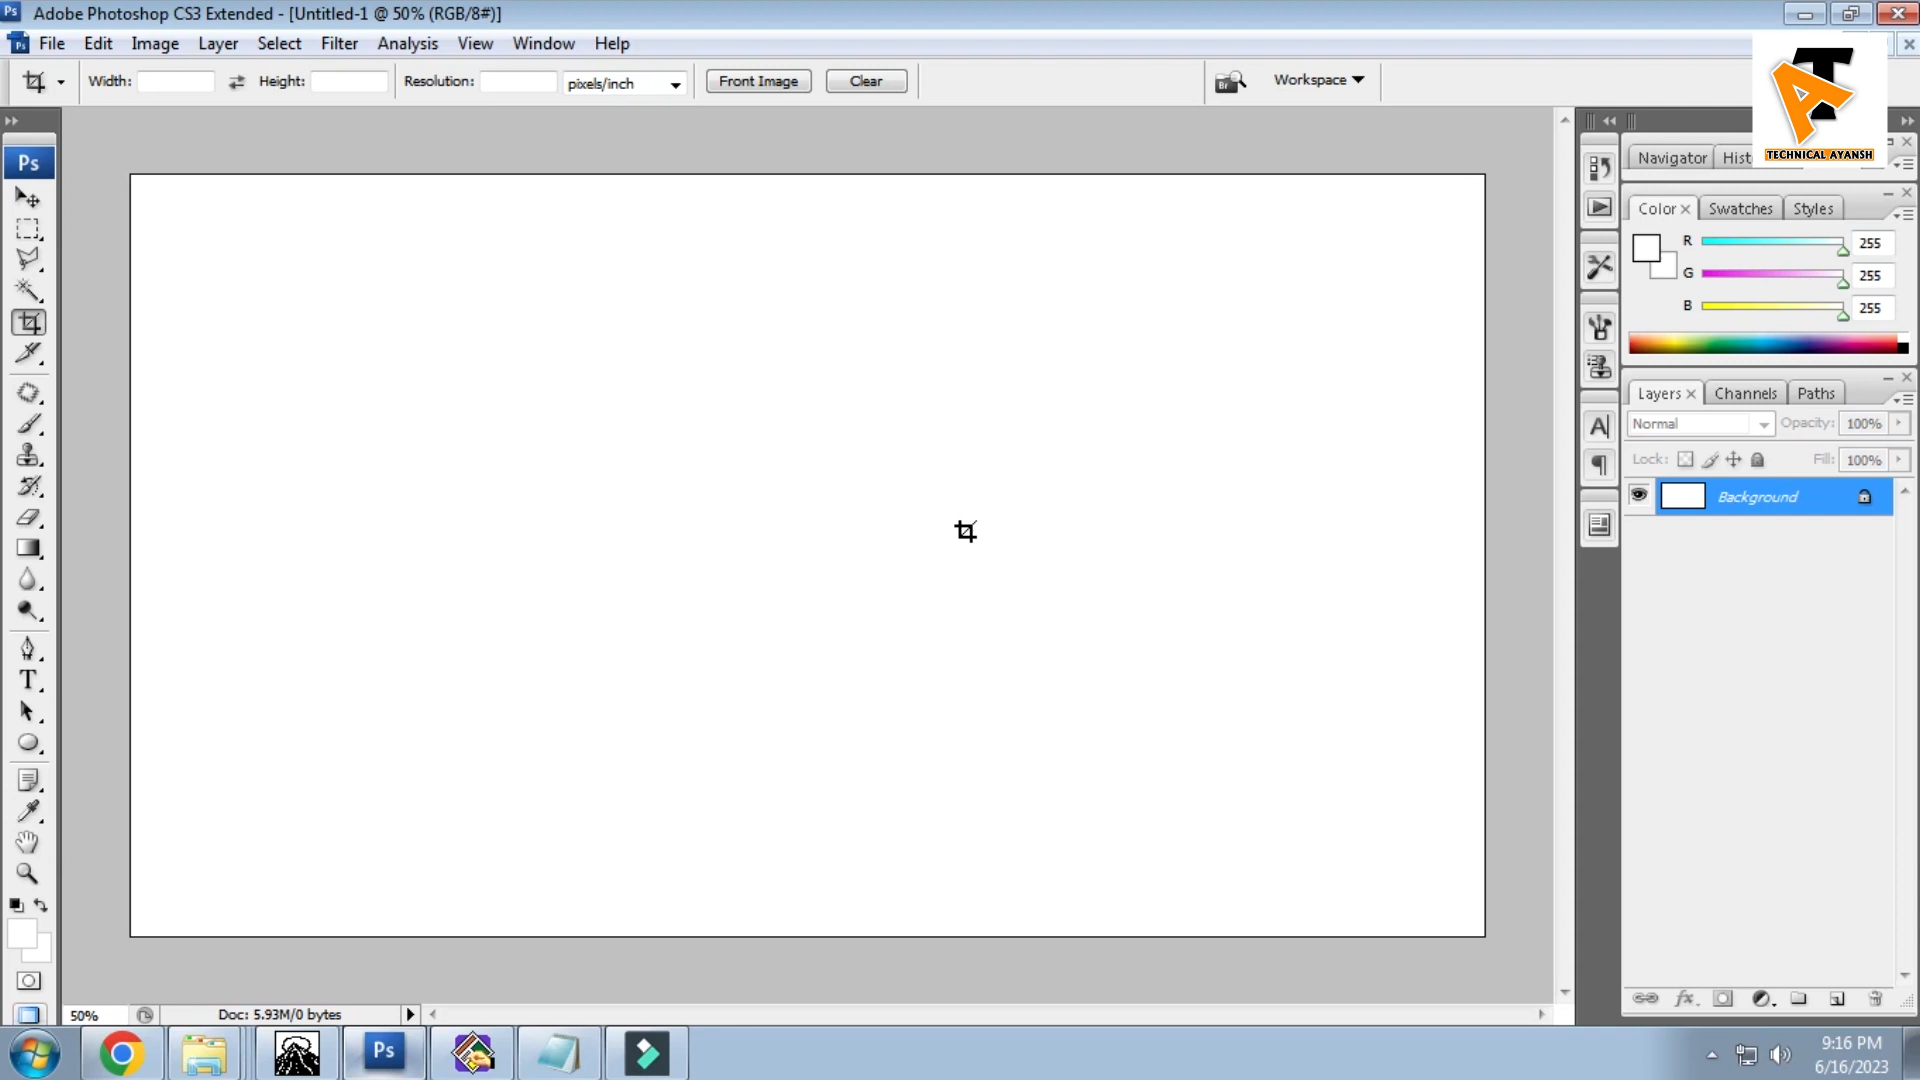 Adobe Photoshop CS3 Extended - [Untitled-1 @ 50% (RGB/8#)]
File Edit Image Layer Select Filter Analysis View Window Help
Width: Height: Resolution: pixels/inch Front Image Clear Workspace
TECHNICAL AYANSH
Ps
Navigator Hist
Color Swatches Styles
R 255
G 255
B 255
Layers Channels Paths
Normal Opacity: 100%
Lock: Fill: 100%
Background
50% Doc: 5.93M/0 bytes
Ps
9:16 PM
6/16/2023